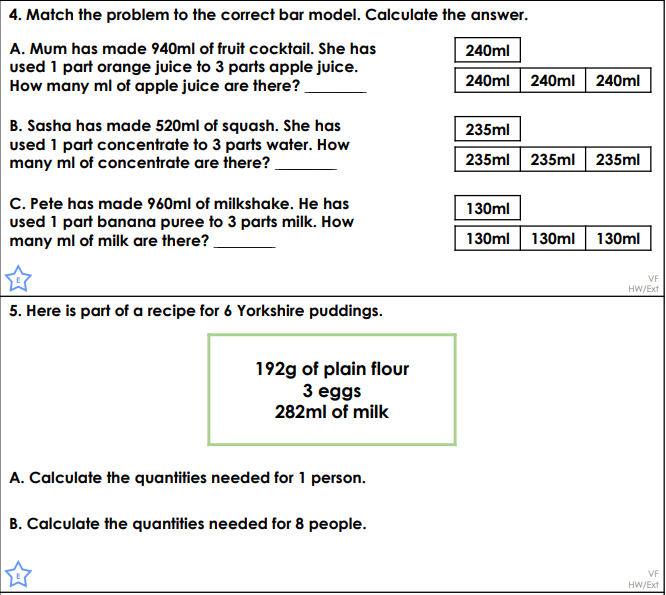 4. Match the problem to the correct bar model. Calculate the answer.
A. Mum has made 940ml of fruit cocktail. She has
used 1 part orange juice to 3 parts apple juice.
How many ml of apple juice are there? ________
240ml
240ml 240ml 240ml
B. Sasha has made 520ml of squash. She has
used 1 part concentrate to 3 parts water. How
many ml of concentrate are there? ________
235ml
235ml 235ml 235ml
C. Pete has made 960ml of milkshake. He has
used 1 part banana puree to 3 parts milk. How
many ml of milk are there? ________
130ml
130ml 130ml 130ml
E
VF
HW/Ext
5. Here is part of a recipe for 6 Yorkshire puddings.
192g of plain flour
3 eggs
282ml of milk
A. Calculate the quantities needed for 1 person.
B. Calculate the quantities needed for 8 people.
E
VF
HW/Ext